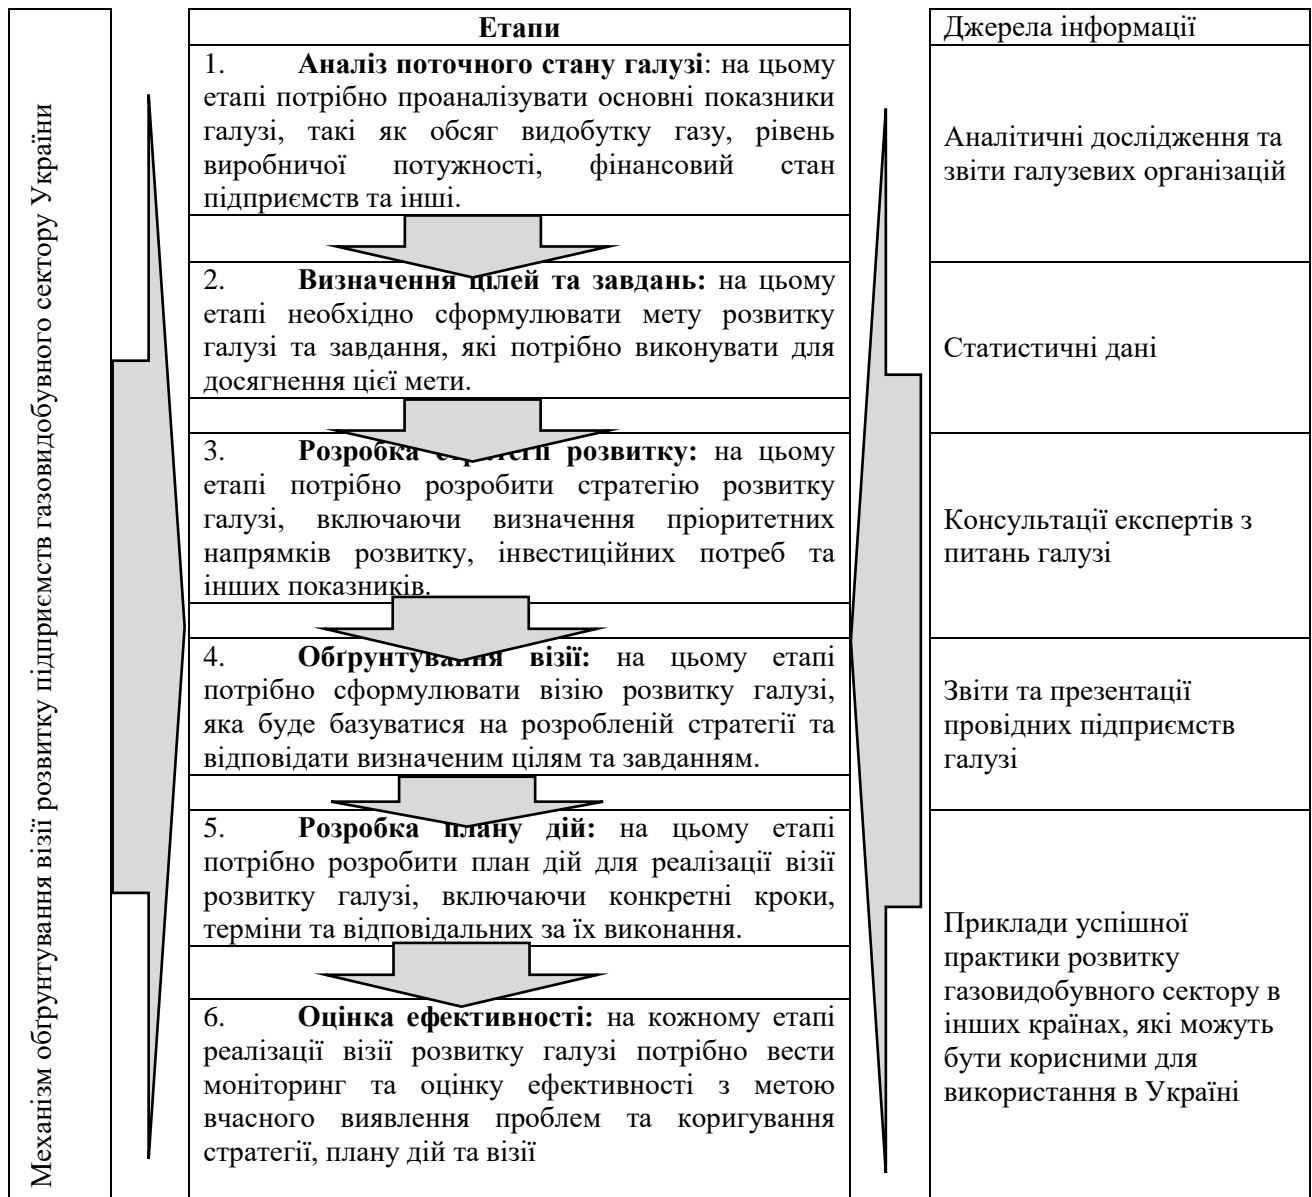 Механізм обґрунтування візії розвитку підприємств газовидобувного сектору України
Етапи
1. Аналіз поточного стану галузі: на цьому
етапі потрібно проаналізувати основні показники
галузі, такі як обсяг видобутку газу, рівень
виробничої потужності, фінансовий стан
підприємств та інші.
2. Визначення цілей та завдань: на цьому
етапі необхідно сформулювати мету розвитку
галузі та завдання, які потрібно виконувати для
досягнення цієї мети.
3. Розробка стратегії розвитку: на цьому
етапі потрібно розробити стратегію розвитку
галузі, включаючи визначення пріоритетних
напрямків розвитку, інвестиційних потреб та
інших показників.
4. Обґрунтування візії: на цьому етапі
потрібно сформулювати візію розвитку галузі,
яка буде базуватися на розробленій стратегії та
відповідати визначеним цілям та завданням.
5. Розробка плану дій: на цьому етапі
потрібно розробити план дій для реалізації візії
розвитку галузі, включаючи конкретні кроки,
терміни та відповідальних за їх виконання.
6. Оцінка ефективності: на кожному етапі
реалізації візії розвитку галузі потрібно вести
моніторинг та оцінку ефективності з метою
вчасного виявлення проблем та коригування
стратегії, плану дій та візії
Джерела інформації
Аналітичні дослідження та
звіти галузевих організацій
Статистичні дані
Консультації експертів з
питань галузі
Звіти та презентації
провідних підприємств
галузі
Приклади успішної
практики розвитку
газовидобувного сектору в
інших країнах, які можуть
бути корисними для
використання в Україні